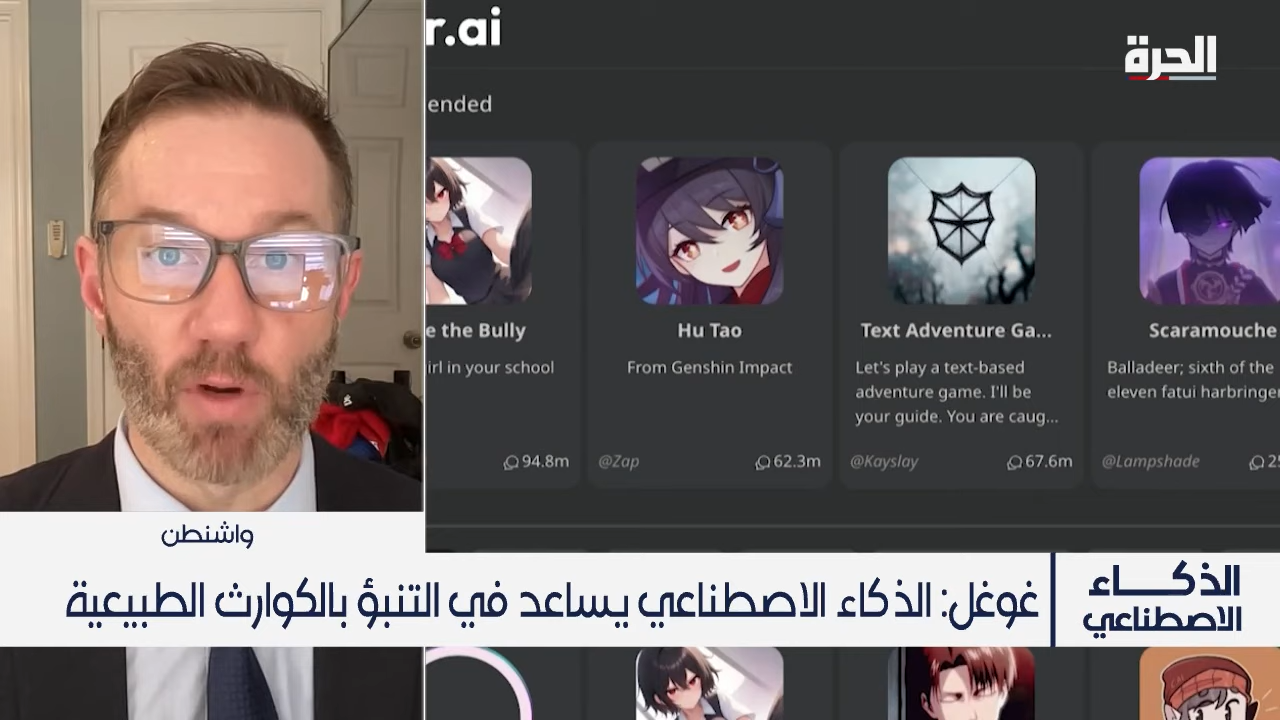 r.ai
الحرة
ended
e the Bully
irl in your school
94.8m
Hu Tao
From Genshin Impact
@Zap
62.3m
Text Adventure Ga...
Let's play a text-based
adventure game. I'll be
your guide. You are caug...
@Kayslay
67.6m
Scaramouche
Balladeer; sixth of the
eleven fatui harbinger
@Lampshade
25
واشنطن
الذكاء
الاصطناعي
غوغل: الذكاء الاصطناعي يساعد في التنبؤ بالكوارث الطبيعية